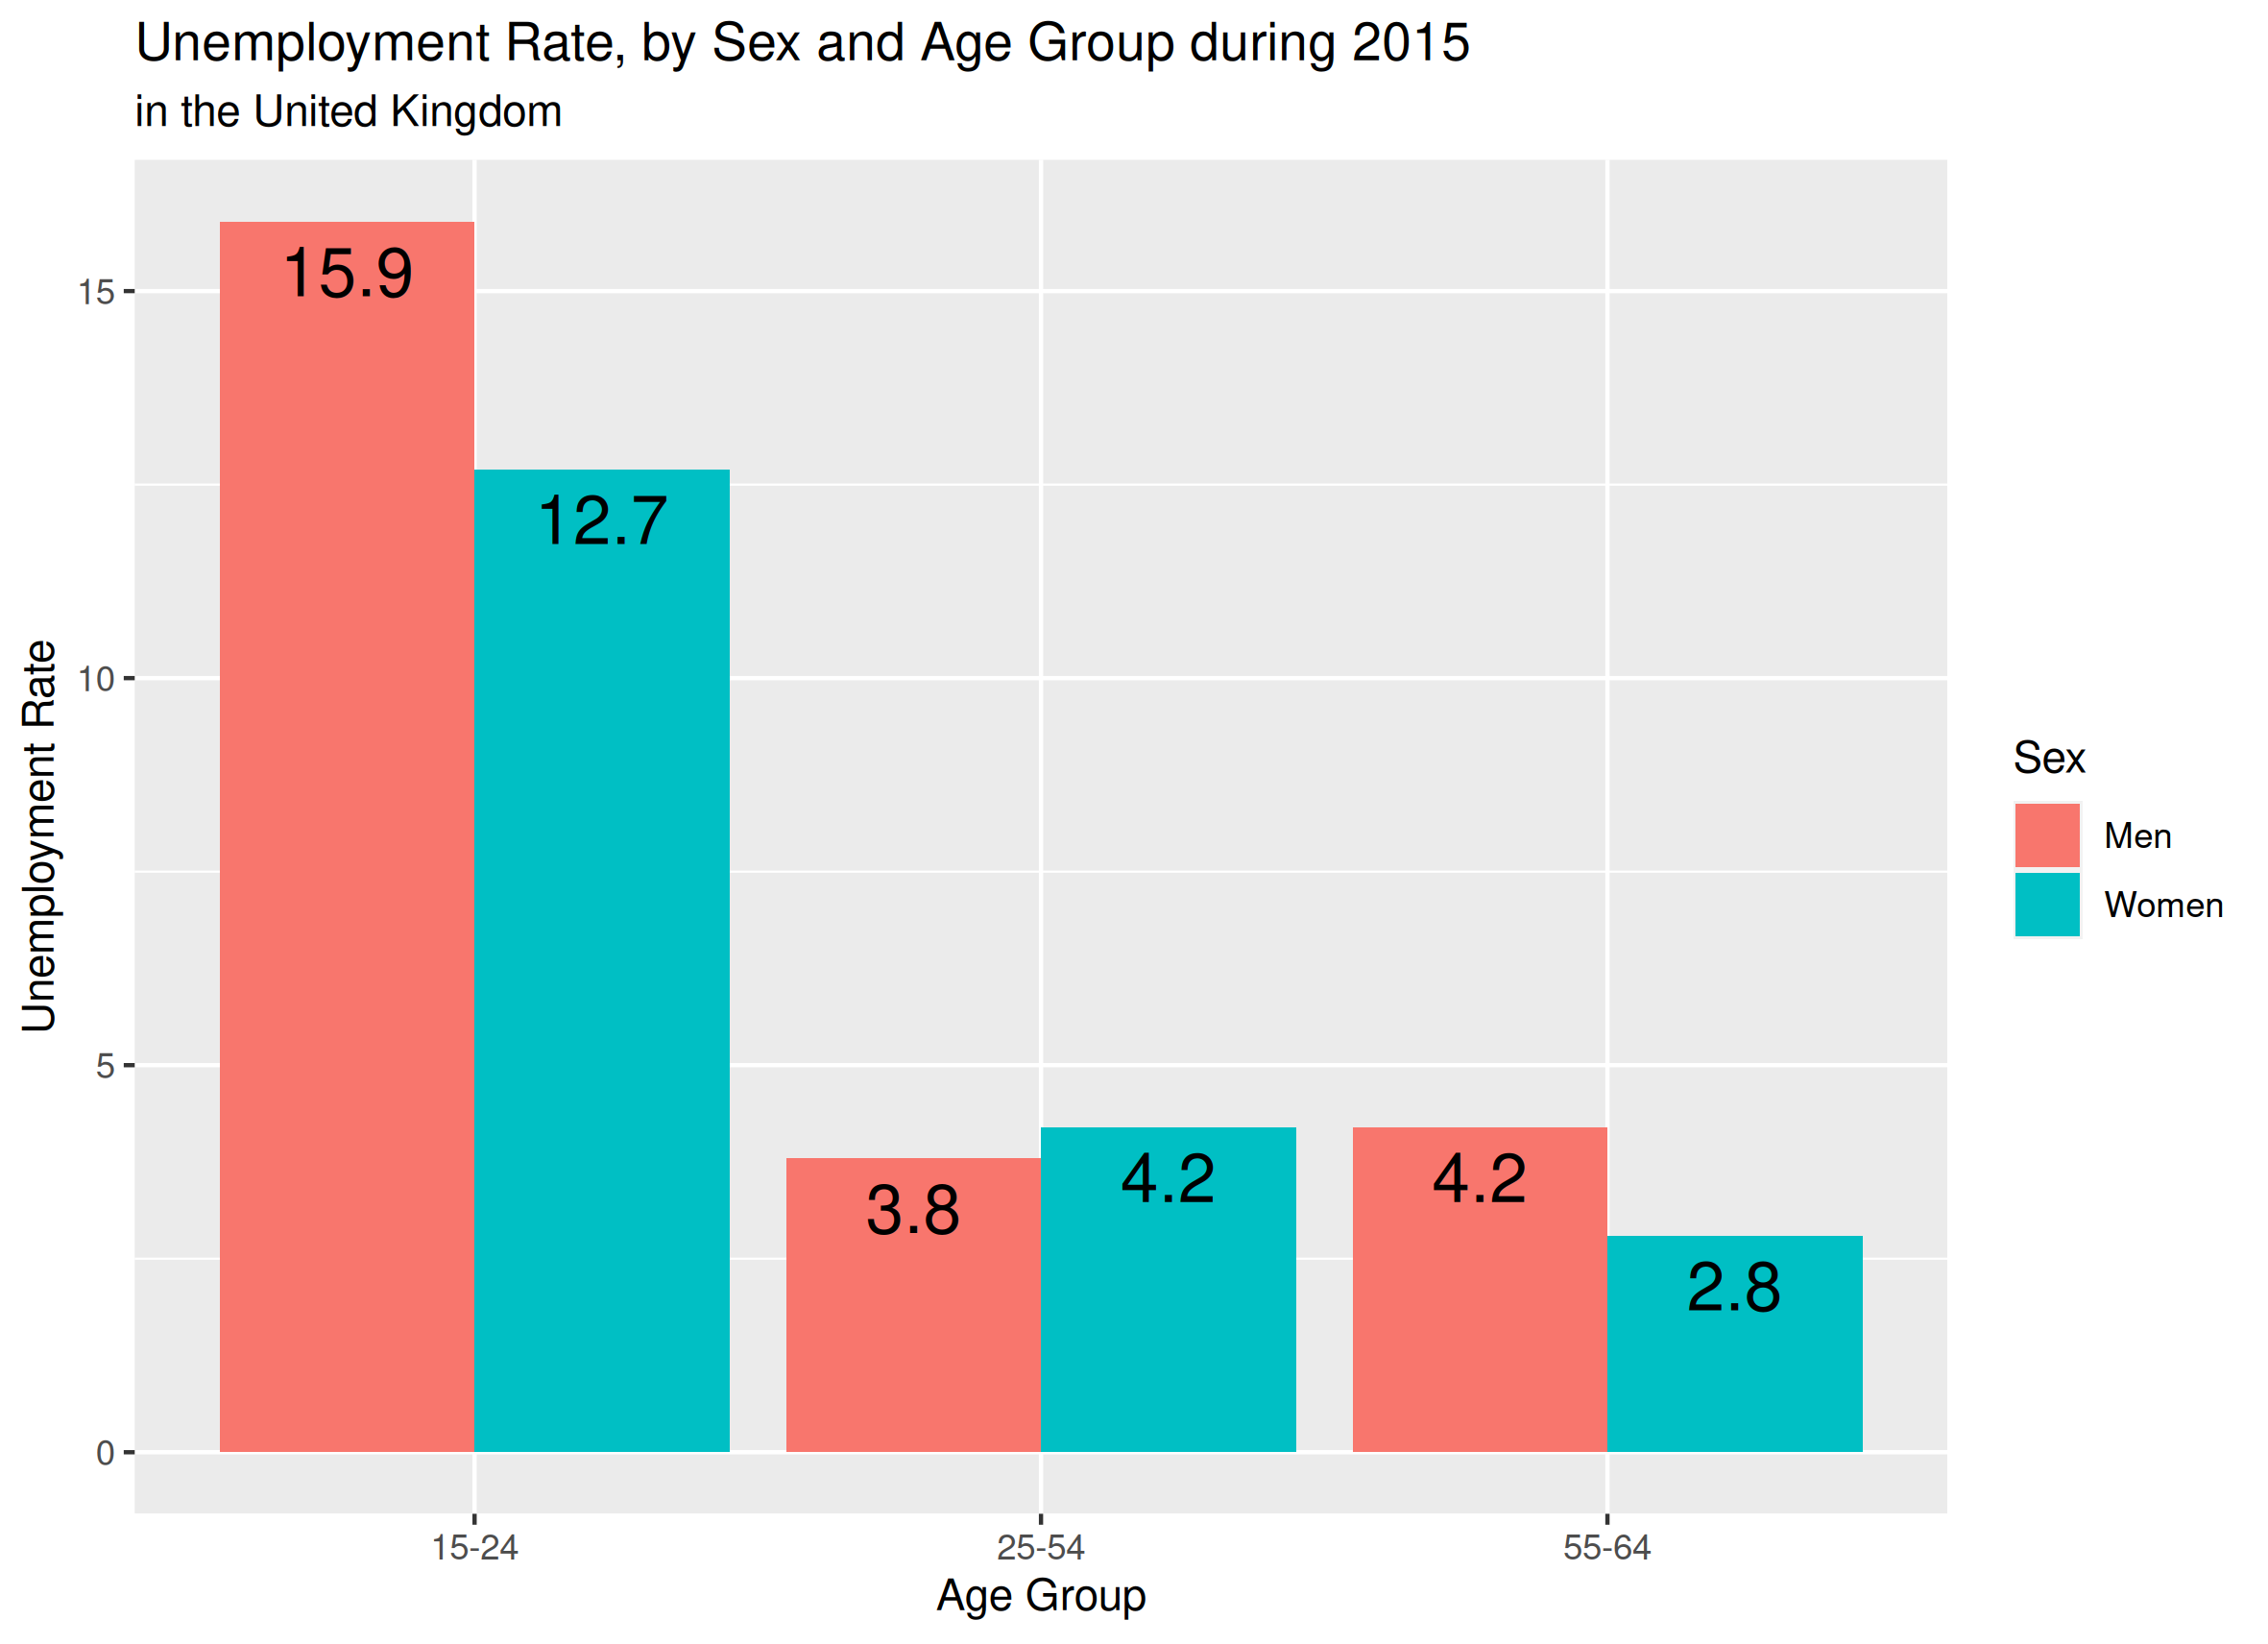 Unemployment Rate, by Sex and Age Group during 2015
in the United Kingdom
15.9
12.7
3.8
4.2
4.2
2.8
15
10
5
0
Unemployment Rate
15-24
25-54
55-64
Age Group
Sex
Men
Women